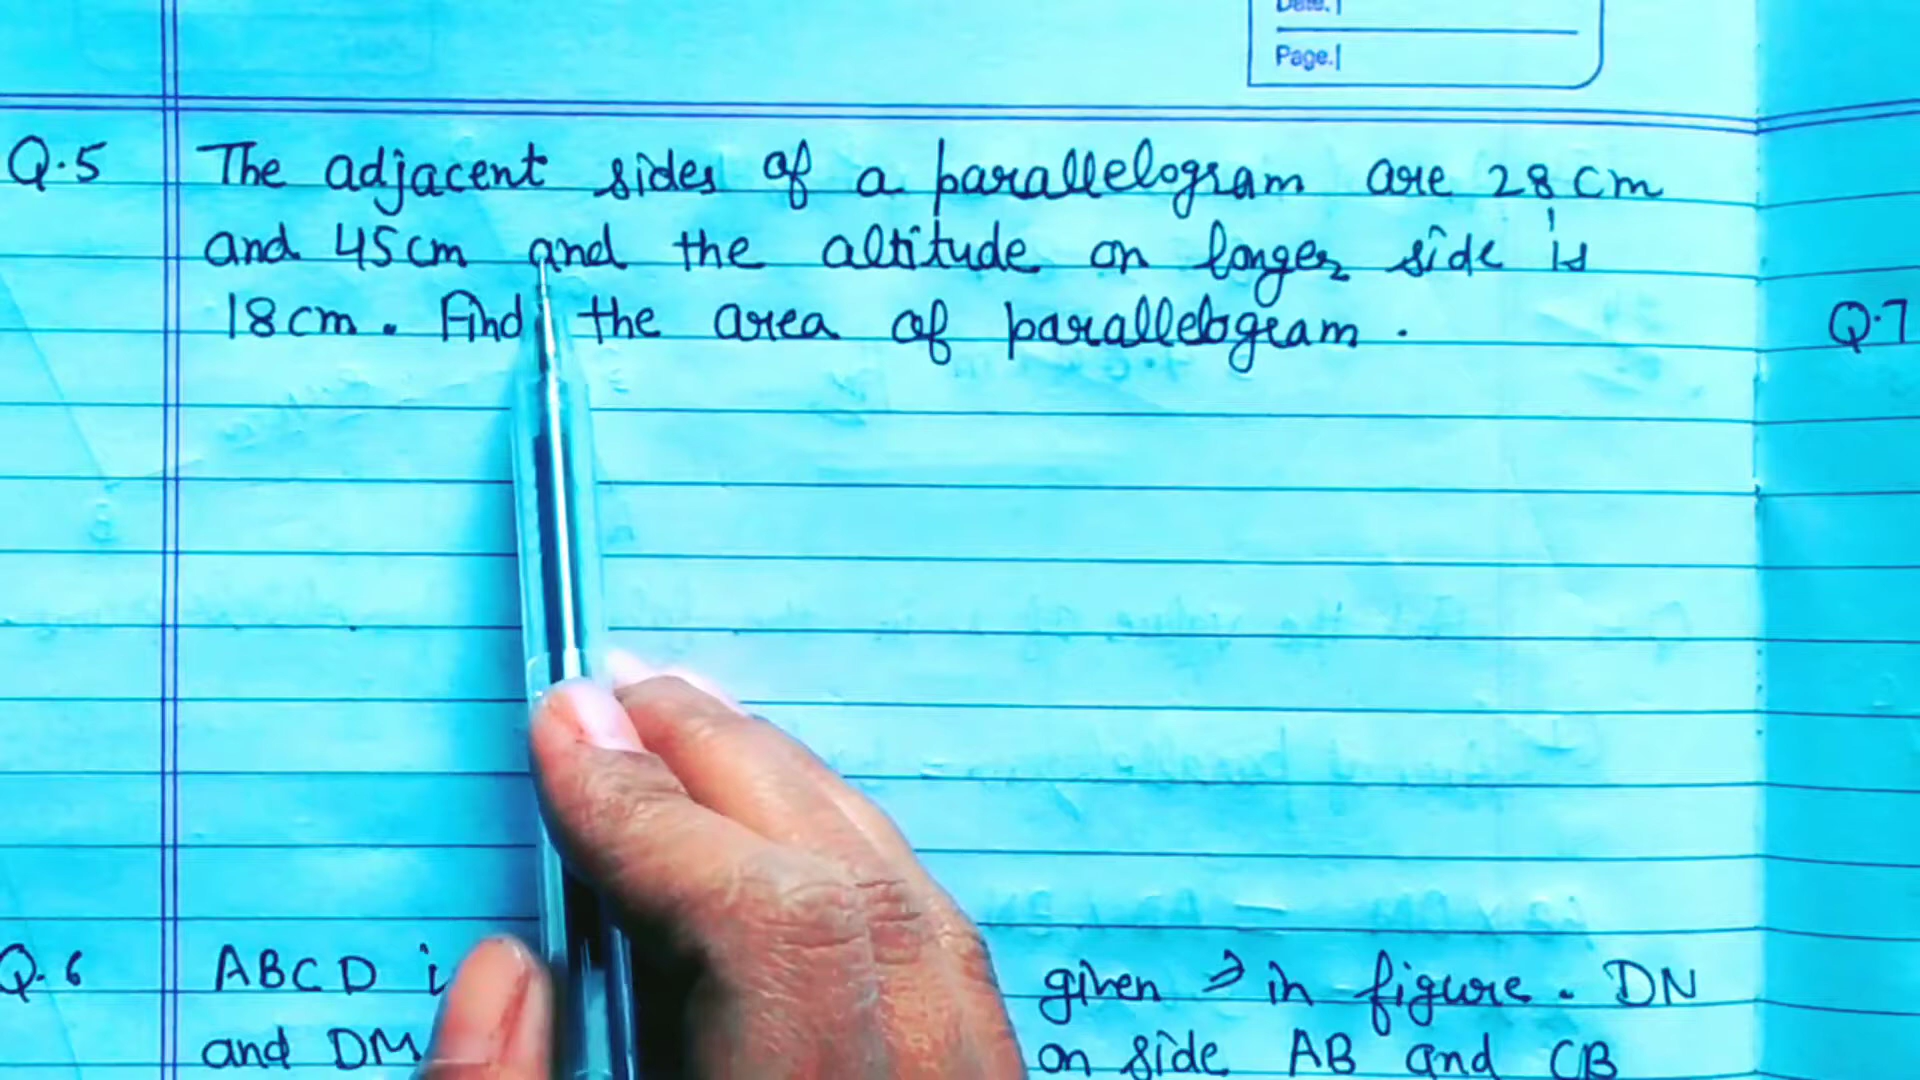 Date.
Page.
Q.5 The adjacent sides of a parallelogram are 28 cm
and 45 cm and the altitude on longer side is
18 cm. Find the area of parallelogram.
Q.7
Q.6 ABCD given in figure. DN
and DM on side AB and CB